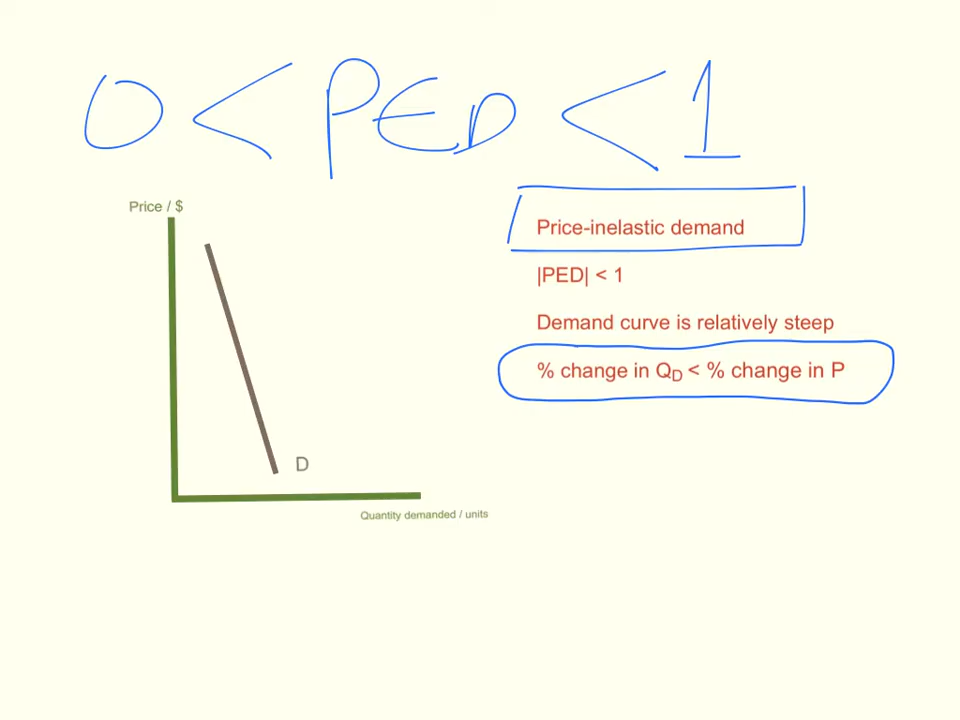 0 < PED < 1
Price / $
Price-inelastic demand
|PED| < 1
Demand curve is relatively steep
% change in QD < % change in P
D
Quantity demanded / units